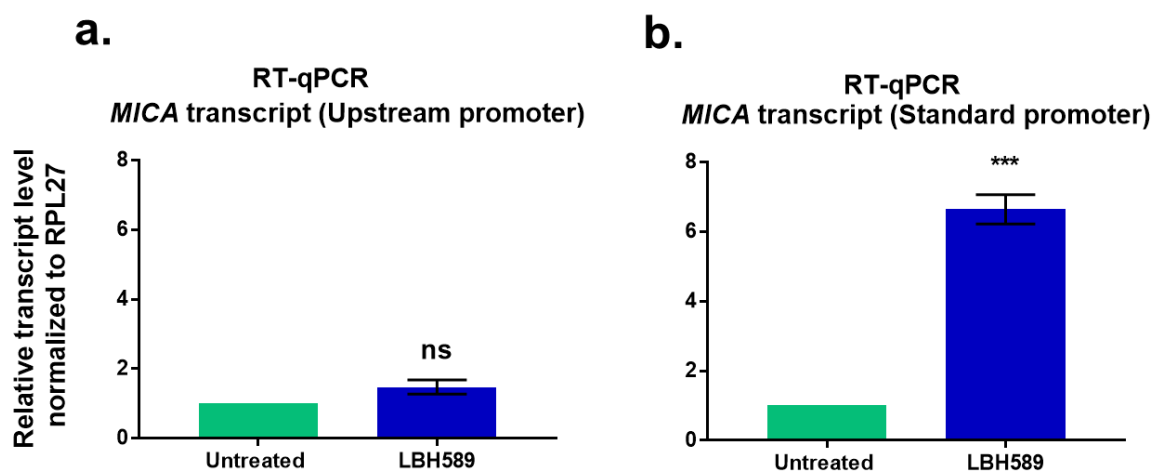 a.
RT-qPCR
MICA transcript (Upstream promoter)
Relative transcript level
normalized to RPL27
8
6
4
2
0
ns
Untreated
LBH589
b.
RT-qPCR
MICA transcript (Standard promoter)
8
6
4
2
0
***
Untreated
LBH589